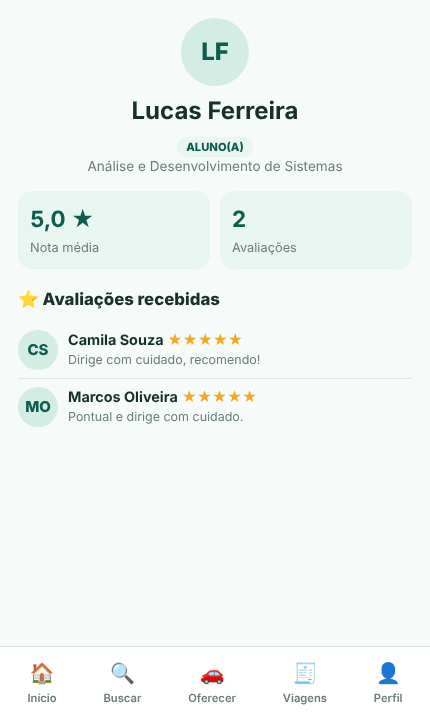 LF
Lucas Ferreira
ALUNO(A)
Análise e Desenvolvimento de Sistemas
5,0 ★
Nota média
2
Avaliações
⭐ Avaliações recebidas
CS
Camila Souza ★★★★★
Dirige com cuidado, recomendo!
MO
Marcos Oliveira ★★★★★
Pontual e dirige com cuidado.
Início
Buscar
Oferecer
Viagens
Perfil